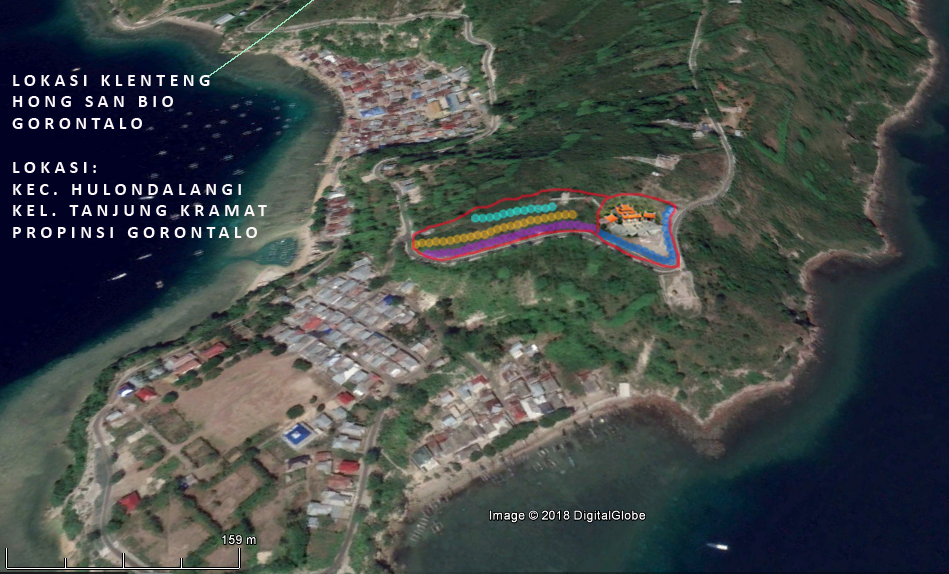 LOKASI KLENTENG
HONG SAN BIO
GORONTALO
LOKASI:
KEC. HULONDALANGI
KEL. TANJUNG KRAMAT
PROPINSI GORONTALO
Image © 2018 DigitalGlobe
159 m